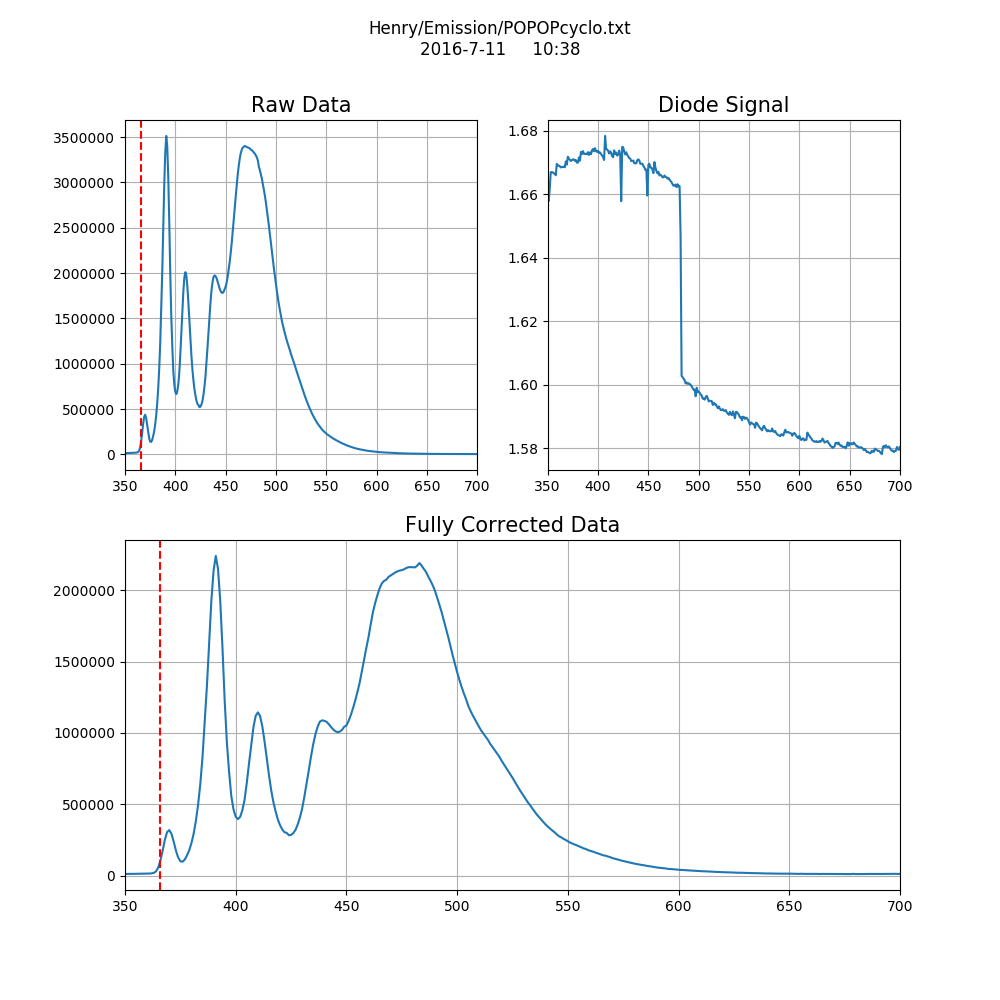 Henry/Emission/POPOPcyclo.txt
2016-7-11 10:38
Raw Data
3500000
3000000
2500000
2000000
1500000
1000000
500000
0
350 400 450 500 550 600 650 700
Diode Signal
1.68
1.66
1.64
1.62
1.60
1.58
350 400 450 500 550 600 650 700
Fully Corrected Data
2000000
1500000
1000000
500000
0
350 400 450 500 550 600 650 700